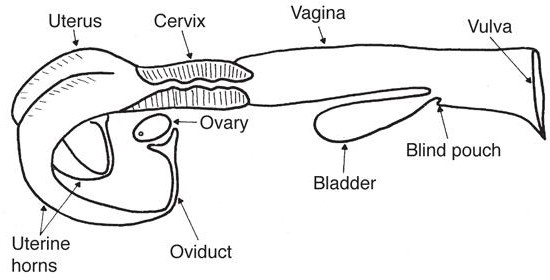 Uterus
Cervix
Vagina
Vulva
Ovary
Blind pouch
Bladder
Uterine
horns
Oviduct